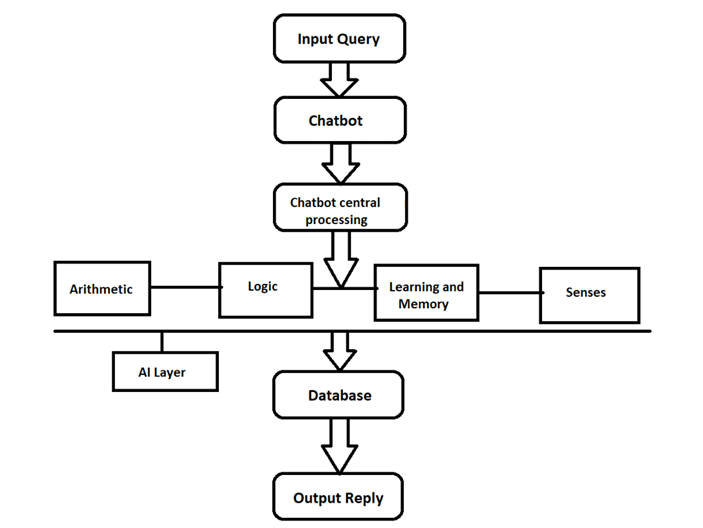 Input Query
Chatbot
Chatbot central
processing
Arithmetic
Logic
Learning and
Memory
Senses
AI Layer
Database
Output Reply